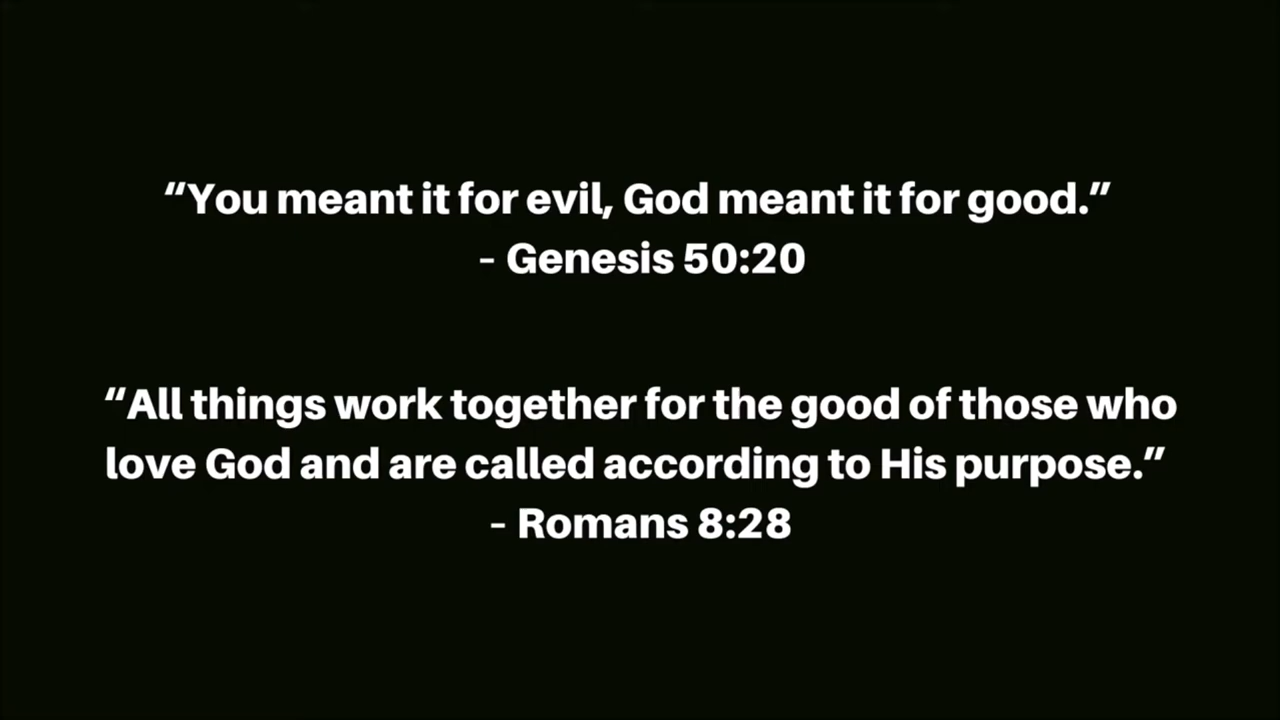 “You meant it for evil, God meant it for good.”
– Genesis 50:20
“All things work together for the good of those who
love God and are called according to His purpose.”
– Romans 8:28